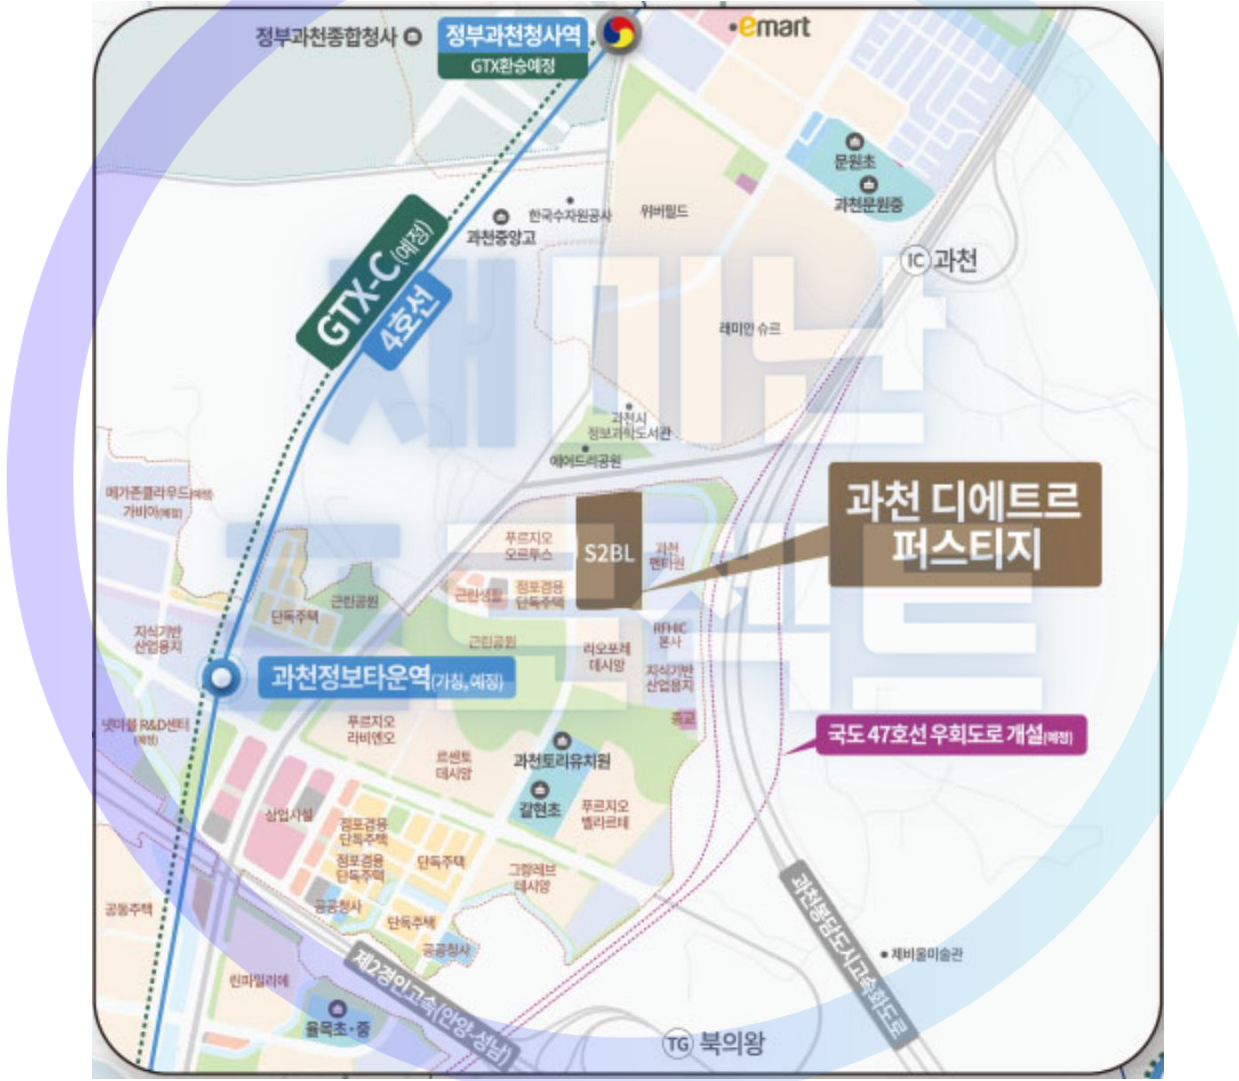 정부과천종합청사
정부과천청사역
GTX환승예정
emart
문원초
과천문원중
한국수자원공사
위버필드
과천중앙고
IC 과천
GTX-C(예정)
4호선
래미안 슈르
과천시
정보과학도서관
에어드리공원
메가존클라우드(예정)
가비아(예정)
과천 디에트르
퍼스티지
푸르지오
오르투스
S2BL
과천
펜타원
근린생활
점포겸용
단독주택
근린공원
단독주택
지식기반
산업용지
근린공원
라오포레
데시앙
RFHIC
본사
지식기반
산업용지
과천정보타운역(가칭,예정)
종교
넷마블 R&D센터
(예정)
푸르지오
라비엔오
르센토
데시앙
과천토리유치원
갈현초
푸르지오
벨라르테
국도 47호선 우회도로 개설(예정)
상업시설
점포겸용
단독주택
점포겸용
단독주택
단독주택
그랑레브
데시앙
공동주택
공공청사
단독주택
공공청사
린파밀리에
율목초·중
제2경인고속(안양-성남)
과천봉담도시고속화도로
제비울미술관
TG 북의왕
재미난